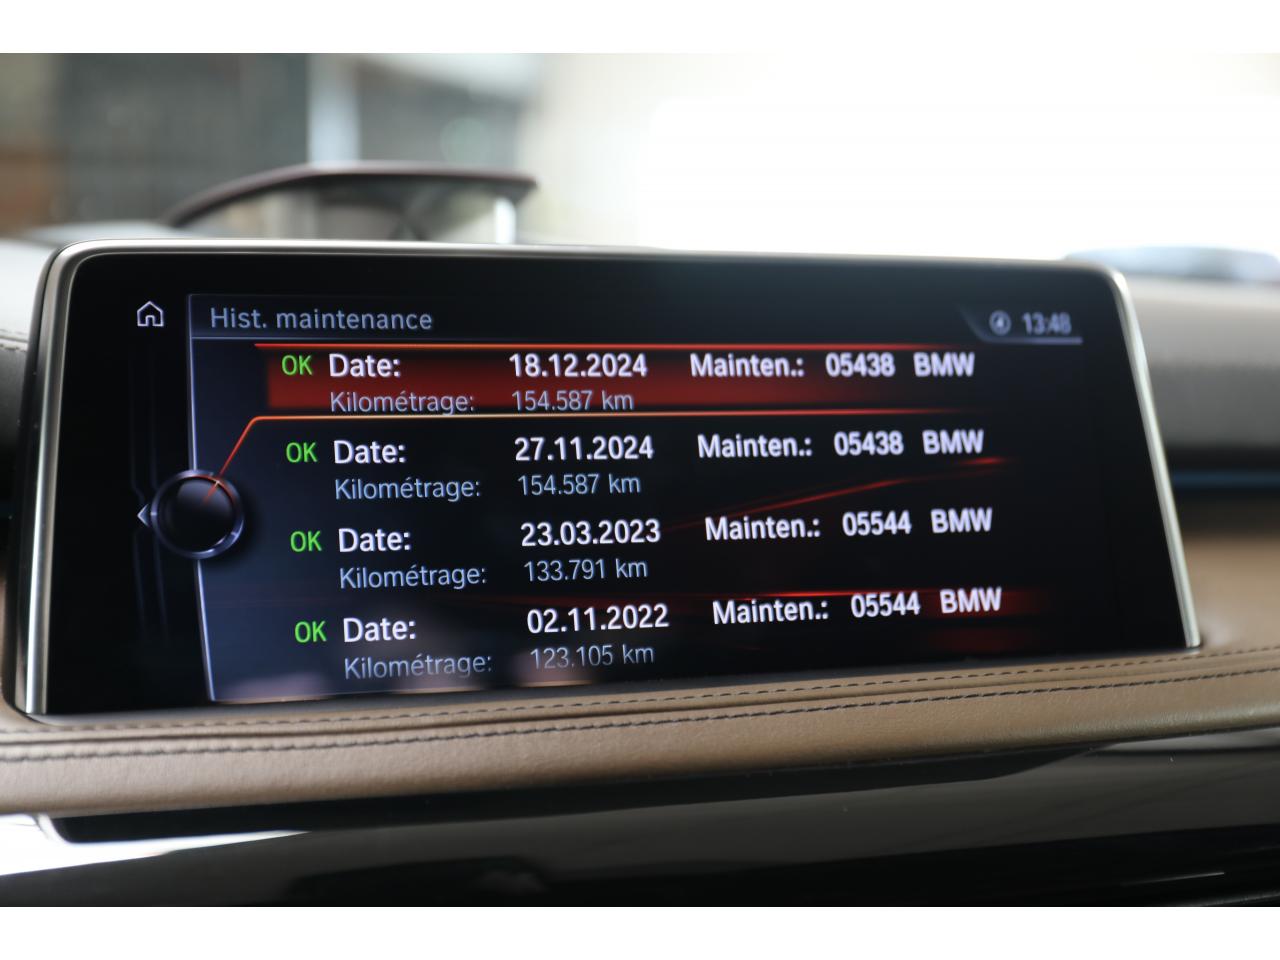 Hist. maintenance 13:48
OK Date: 18.12.2024 Mainten.: 05438 BMW
Kilométrage: 154.587 km
OK Date: 27.11.2024 Mainten.: 05438 BMW
Kilométrage: 154.587 km
OK Date: 23.03.2023 Mainten.: 05544 BMW
Kilométrage: 133.791 km
OK Date: 02.11.2022 Mainten.: 05544 BMW
Kilométrage: 123.105 km